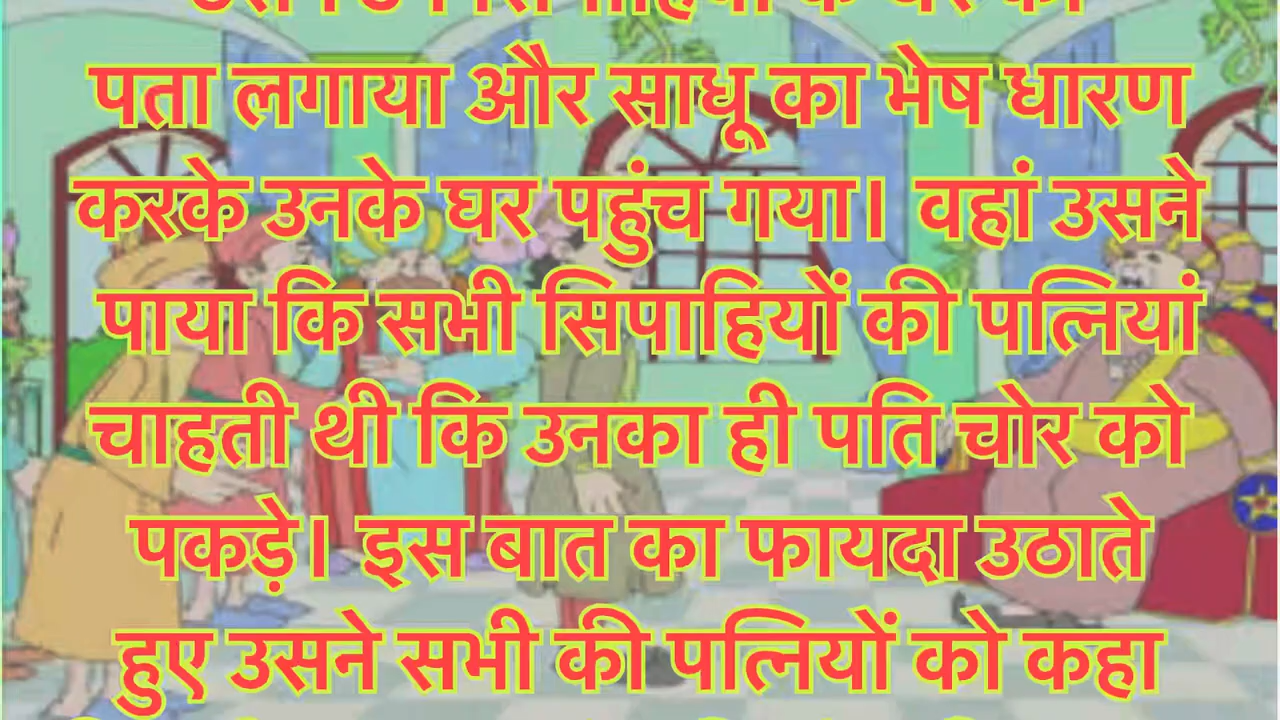 पता लगाया और साधू का भेष धारण
करके उनके घर पहुंच गया। वहां उसने
पाया कि सभी सिपाहियों की पत्नियां
चाहती थी कि उनका ही पति चोर को
पकड़े। इस बात का फायदा उठाते
हुए उसने सभी की पत्नियों को कहा